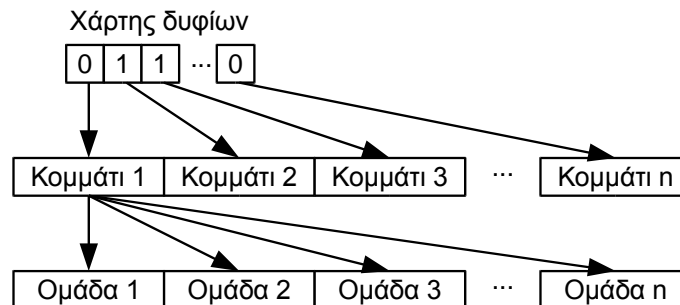 Χάρτης δυφίων
0 1 1 ... 0
Κομμάτι 1 Κομμάτι 2 Κομμάτι 3 ... Κομμάτι n
Ομάδα 1 Ομάδα 2 Ομάδα 3 ... Ομάδα n